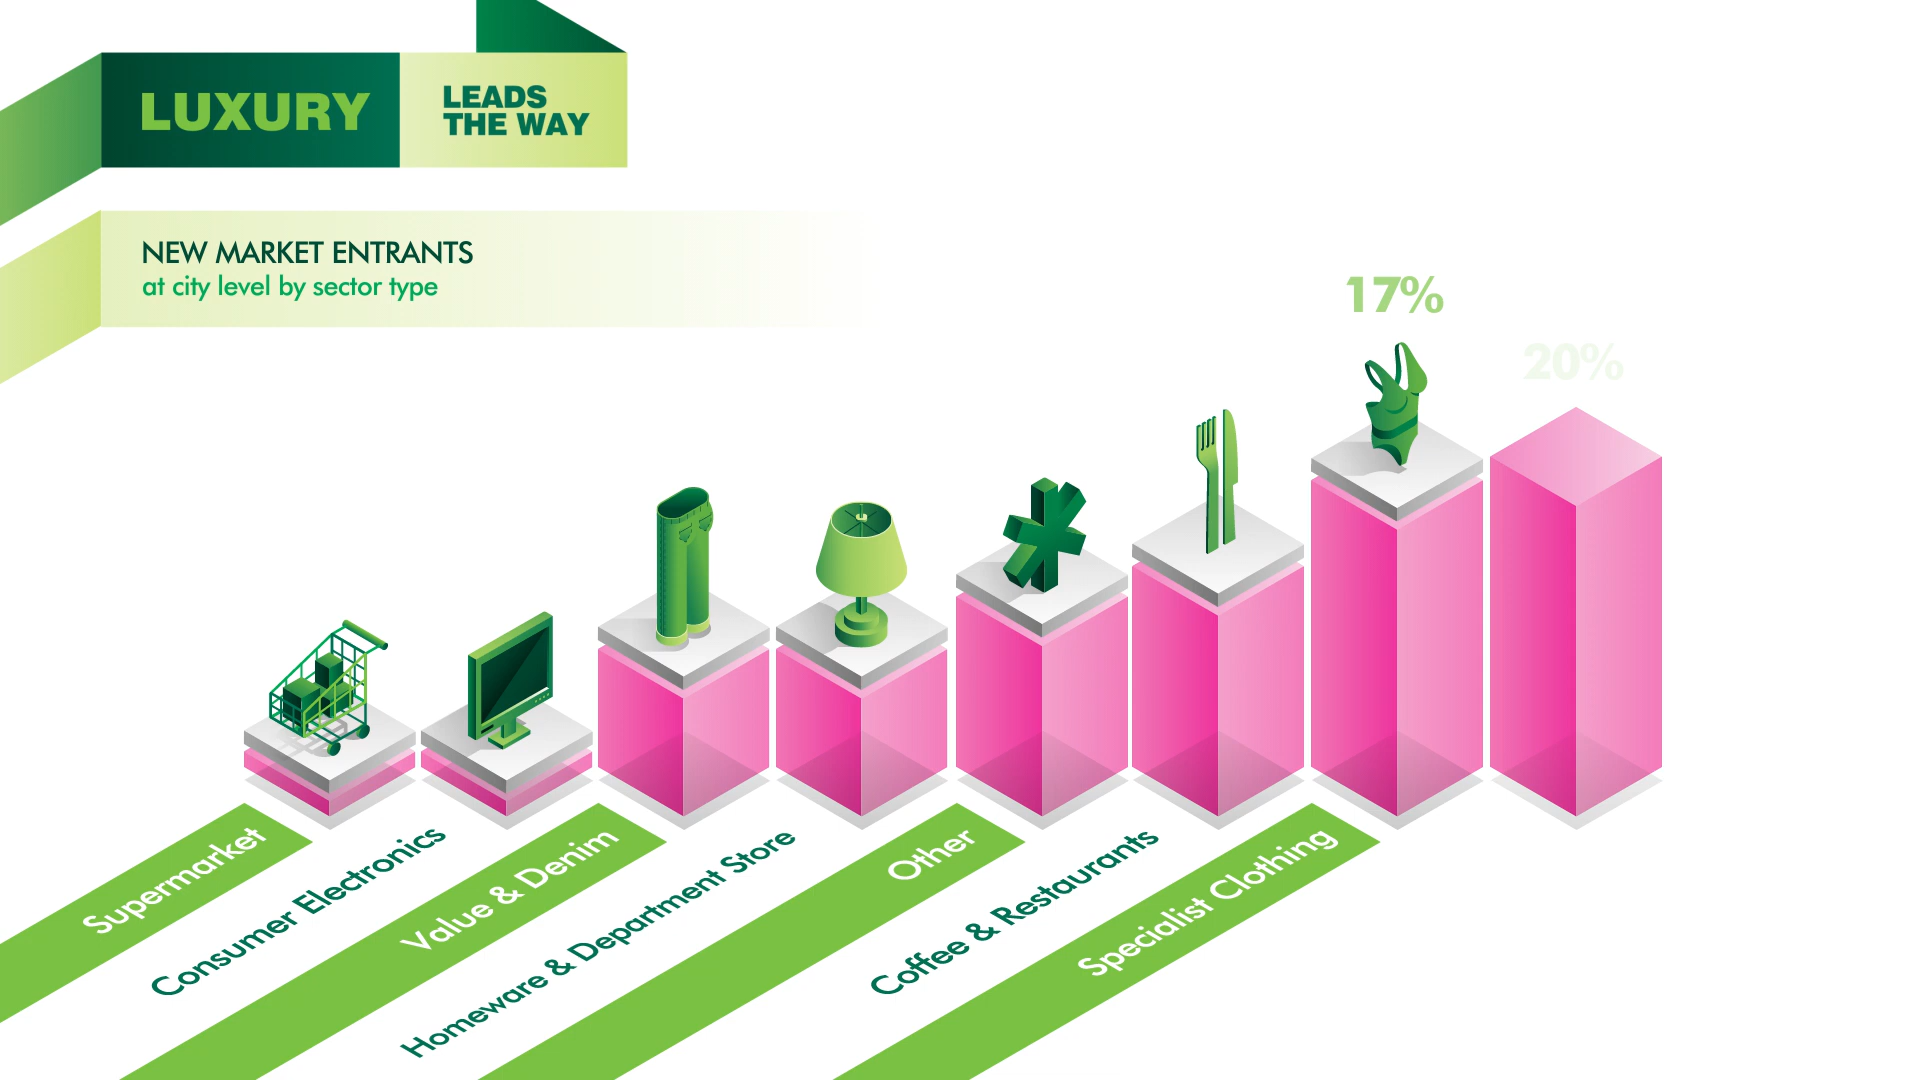 LUXURY
LEADS
THE WAY
NEW MARKET ENTRANTS
at city level by sector type
17%
20%
Supermarket
Consumer Electronics
Value & Denim
Homeware & Department Store
Other
Coffee & Restaurants
Specialist Clothing